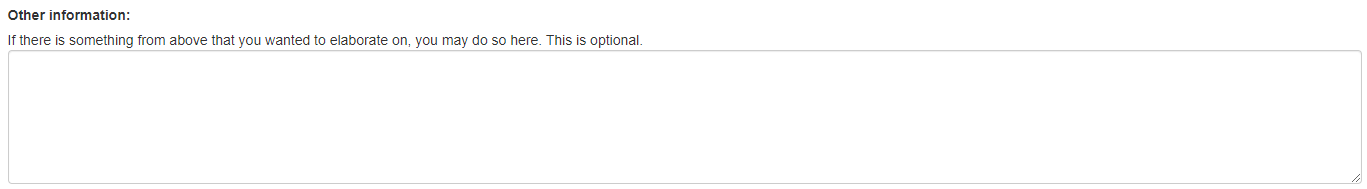 Other information:
If there is something from above that you wanted to elaborate on, you may do so here. This is optional.